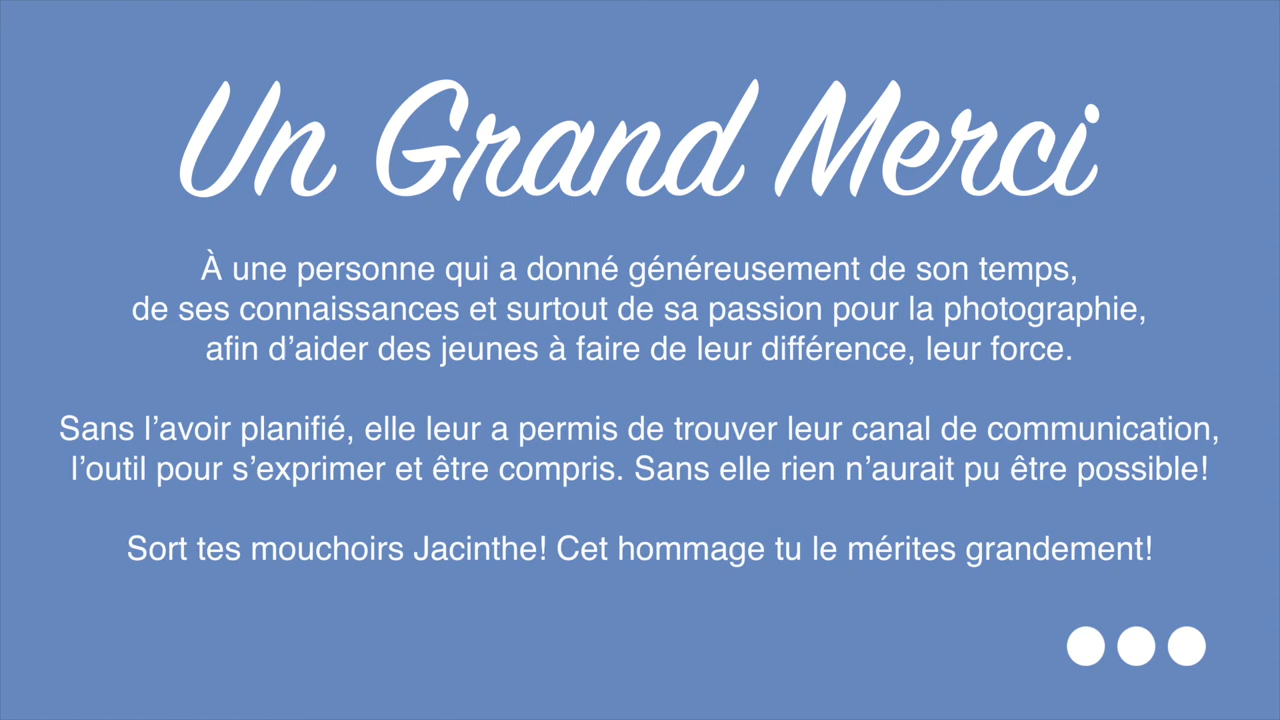 Un Grand Merci
À une personne qui a donné généreusement de son temps,
de ses connaissances et surtout de sa passion pour la photographie,
afin d’aider des jeunes à faire de leur différence, leur force.
Sans l’avoir planifié, elle leur a permis de trouver leur canal de communication,
l’outil pour s’exprimer et être compris. Sans elle rien n’aurait pu être possible!
Sort tes mouchoirs Jacinthe! Cet hommage tu le mérites grandement!